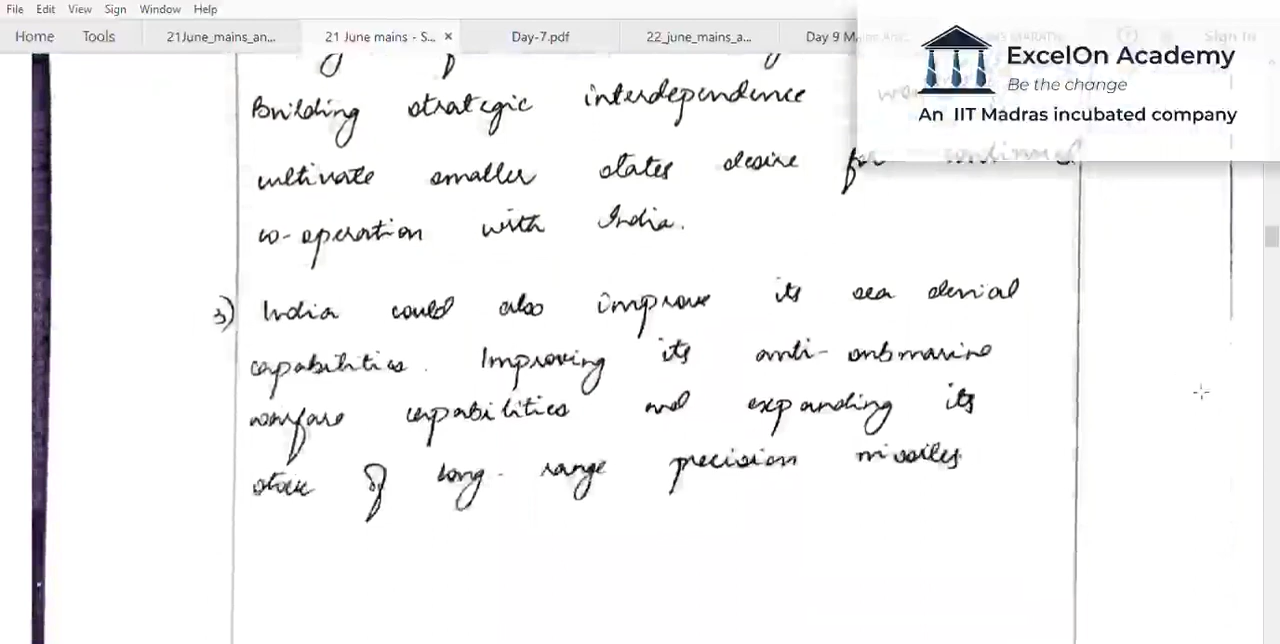 File Edit View Sign Window Help
Home Tools 21June_mains_an... 21 June mains - S... × Day-7.pdf 22_june_mains_a... Day 9 M Sign In
ExcelOn Academy
Be the change
An IIT Madras incubated company
Building strategic interdependence
cultivate smaller states desire for continued
co-operation with India.
3) India could also improve its sea denial
capabilities. Improving its anti-submarine
warfare capabilities and expanding its
stock of long-range precision missiles.